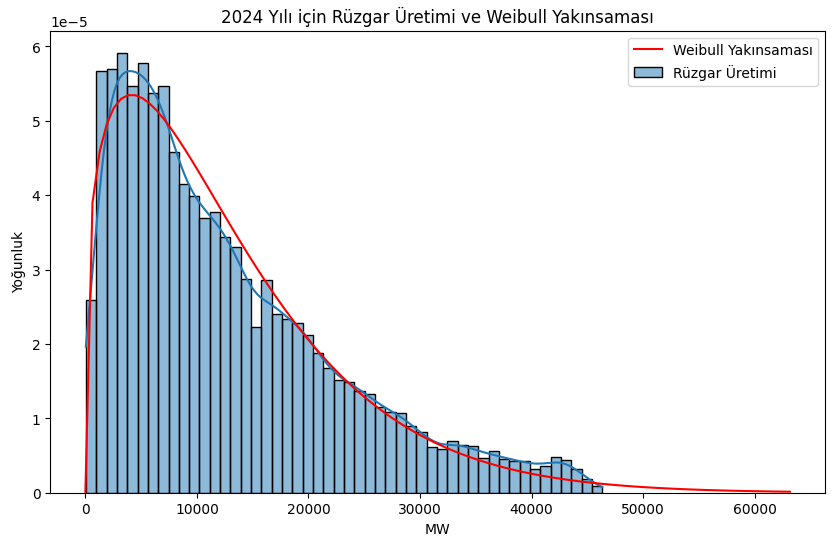 2024 Yılı için Rüzgar Üretimi ve Weibull Yakınsaması
1e−5
Weibull Yakınsaması
Rüzgar Üretimi
6
5
4
3
2
1
0
Yoğunluk
0 10000 20000 30000 40000 50000 60000
MW